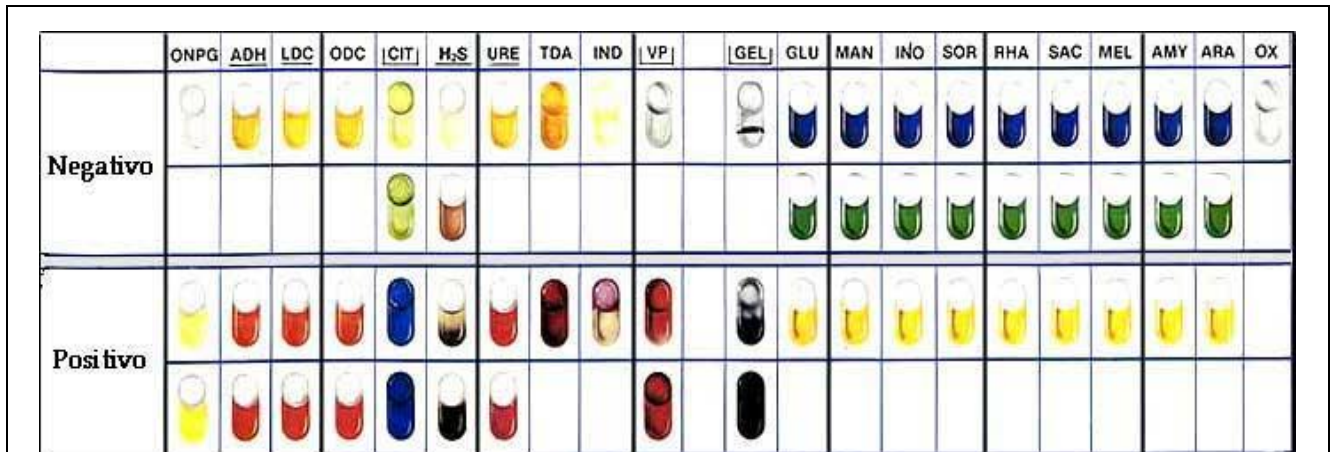 ONPG ADH LDC ODC |CIT| H₂S URE TDA IND |VP| |GEL| GLU MAN INO SOR RHA SAC MEL AMY ARA OX
Negativo
Positivo